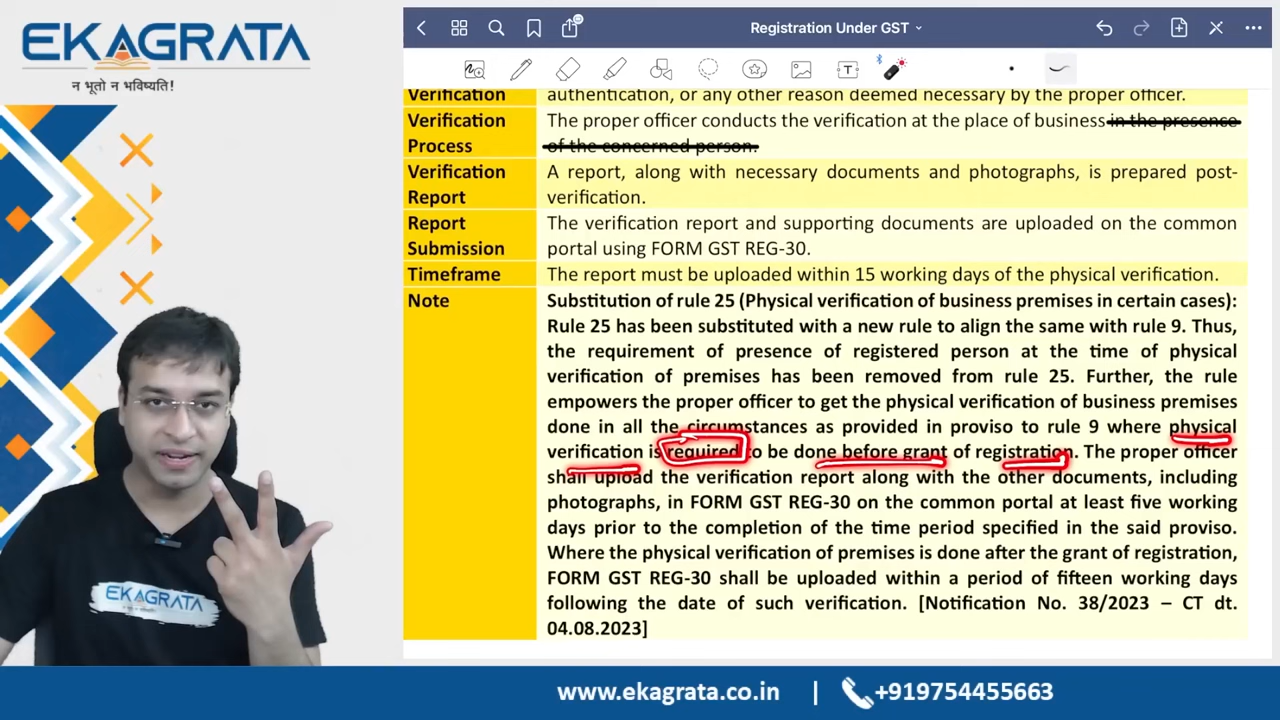 EKAGRATA
न भूतो न भविष्यति!
Registration Under GST
Verification
authentication, or any other reason deemed necessary by the proper officer.
Verification
Process
The proper officer conducts the verification at the place of business in the presence
of the concerned person.
Verification
Report
A report, along with necessary documents and photographs, is prepared post-
verification.
Report
Submission
The verification report and supporting documents are uploaded on the common
portal using FORM GST REG-30.
Timeframe
The report must be uploaded within 15 working days of the physical verification.
Note
Substitution of rule 25 (Physical verification of business premises in certain cases):
Rule 25 has been substituted with a new rule to align the same with rule 9. Thus,
the requirement of presence of registered person at the time of physical
verification of premises has been removed from rule 25. Further, the rule
empowers the proper officer to get the physical verification of business premises
done in all the circumstances as provided in proviso to rule 9 where physical
verification is required to be done before grant of registration. The proper officer
shall upload the verification report along with the other documents, including
photographs, in FORM GST REG-30 on the common portal at least five working
days prior to the completion of the time period specified in the said proviso.
Where the physical verification of premises is done after the grant of registration,
FORM GST REG-30 shall be uploaded within a period of fifteen working days
following the date of such verification. [Notification No. 38/2023 – CT dt.
04.08.2023]
EKAGRATA
www.ekagrata.co.in | +919754455663